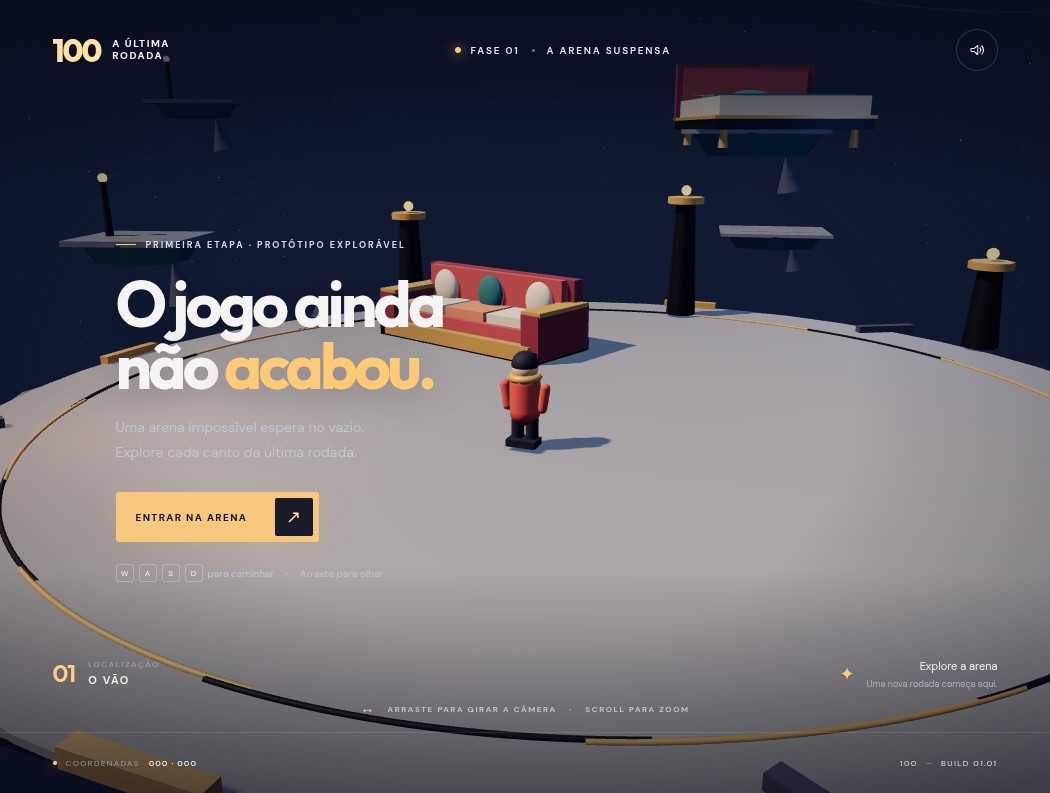 100 A ÚLTIMA
RODADA
FASE 01 • A ARENA SUSPENSA
PRIMEIRA ETAPA · PROTÓTIPO EXPLORÁVEL
O jogo ainda
não acabou.
Uma arena impossível espera no vazio.
Explore cada canto da última rodada.
ENTRAR NA ARENA ↗
W A S D para caminhar · Arraste para olhar
01 LOCALIZAÇÃO
O VÃO
Explore a arena
Uma nova rodada começa aqui.
↔ ARRASTE PARA GIRAR A CÂMERA · SCROLL PARA ZOOM
COORDENADAS 000 · 000
100 — BUILD 01.01